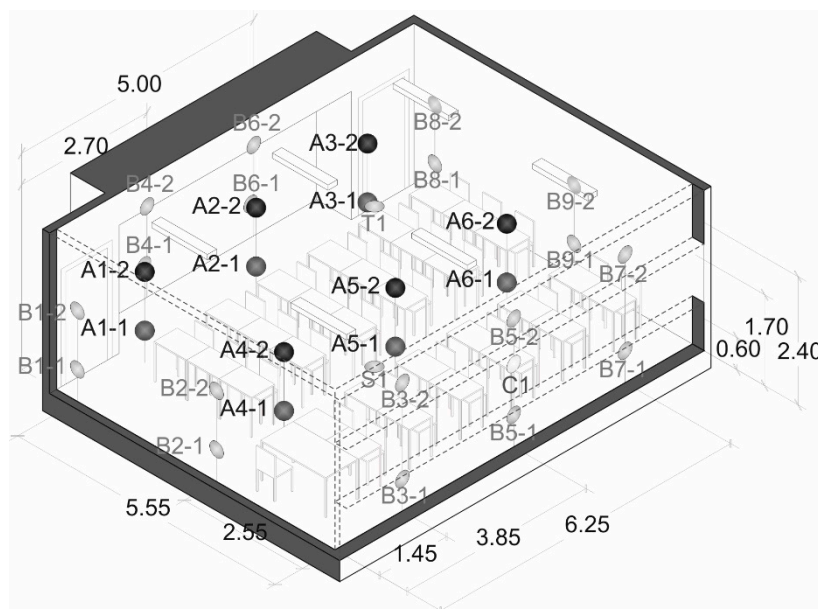 5.00
2.70
B6-2
A3-2
B8-2
B4-2
B6-1
A2-2
A3-1
T1
B8-1
B9-2
A6-2
B4-1
A1-2
A2-1
A6-1
B9-1
B7-2
B1-2
A5-2
A1-1
B5-2
A5-1
A4-2
B1-1
B2-2
S1
B3-2
C1
B7-1
1.70
0.60
2.40
A4-1
B5-1
B2-1
B3-1
5.55
2.55
1.45
3.85
6.25